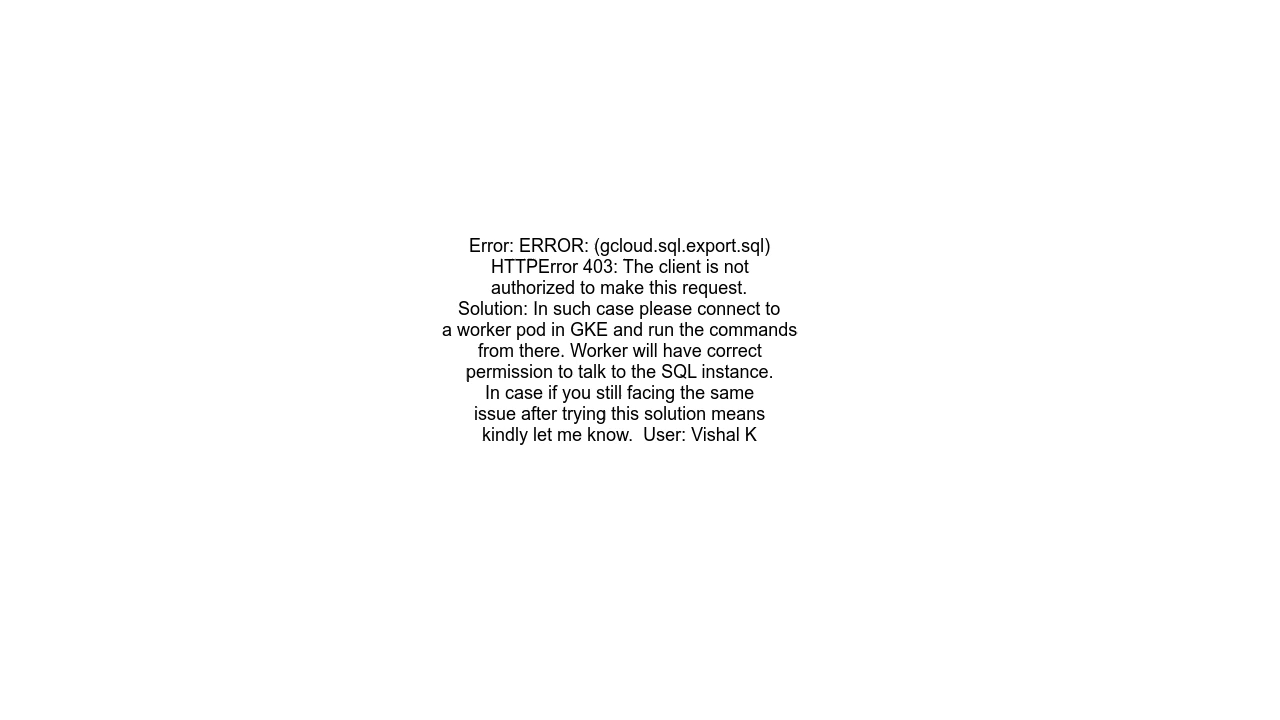 Error: ERROR: (gcloud.sql.export.sql)
HTTPError 403: The client is not
authorized to make this request.
Solution: In such case please connect to
a worker pod in GKE and run the commands
from there. Worker will have correct
permission to talk to the SQL instance.
In case if you still facing the same
issue after trying this solution means
kindly let me know.  User: Vishal K